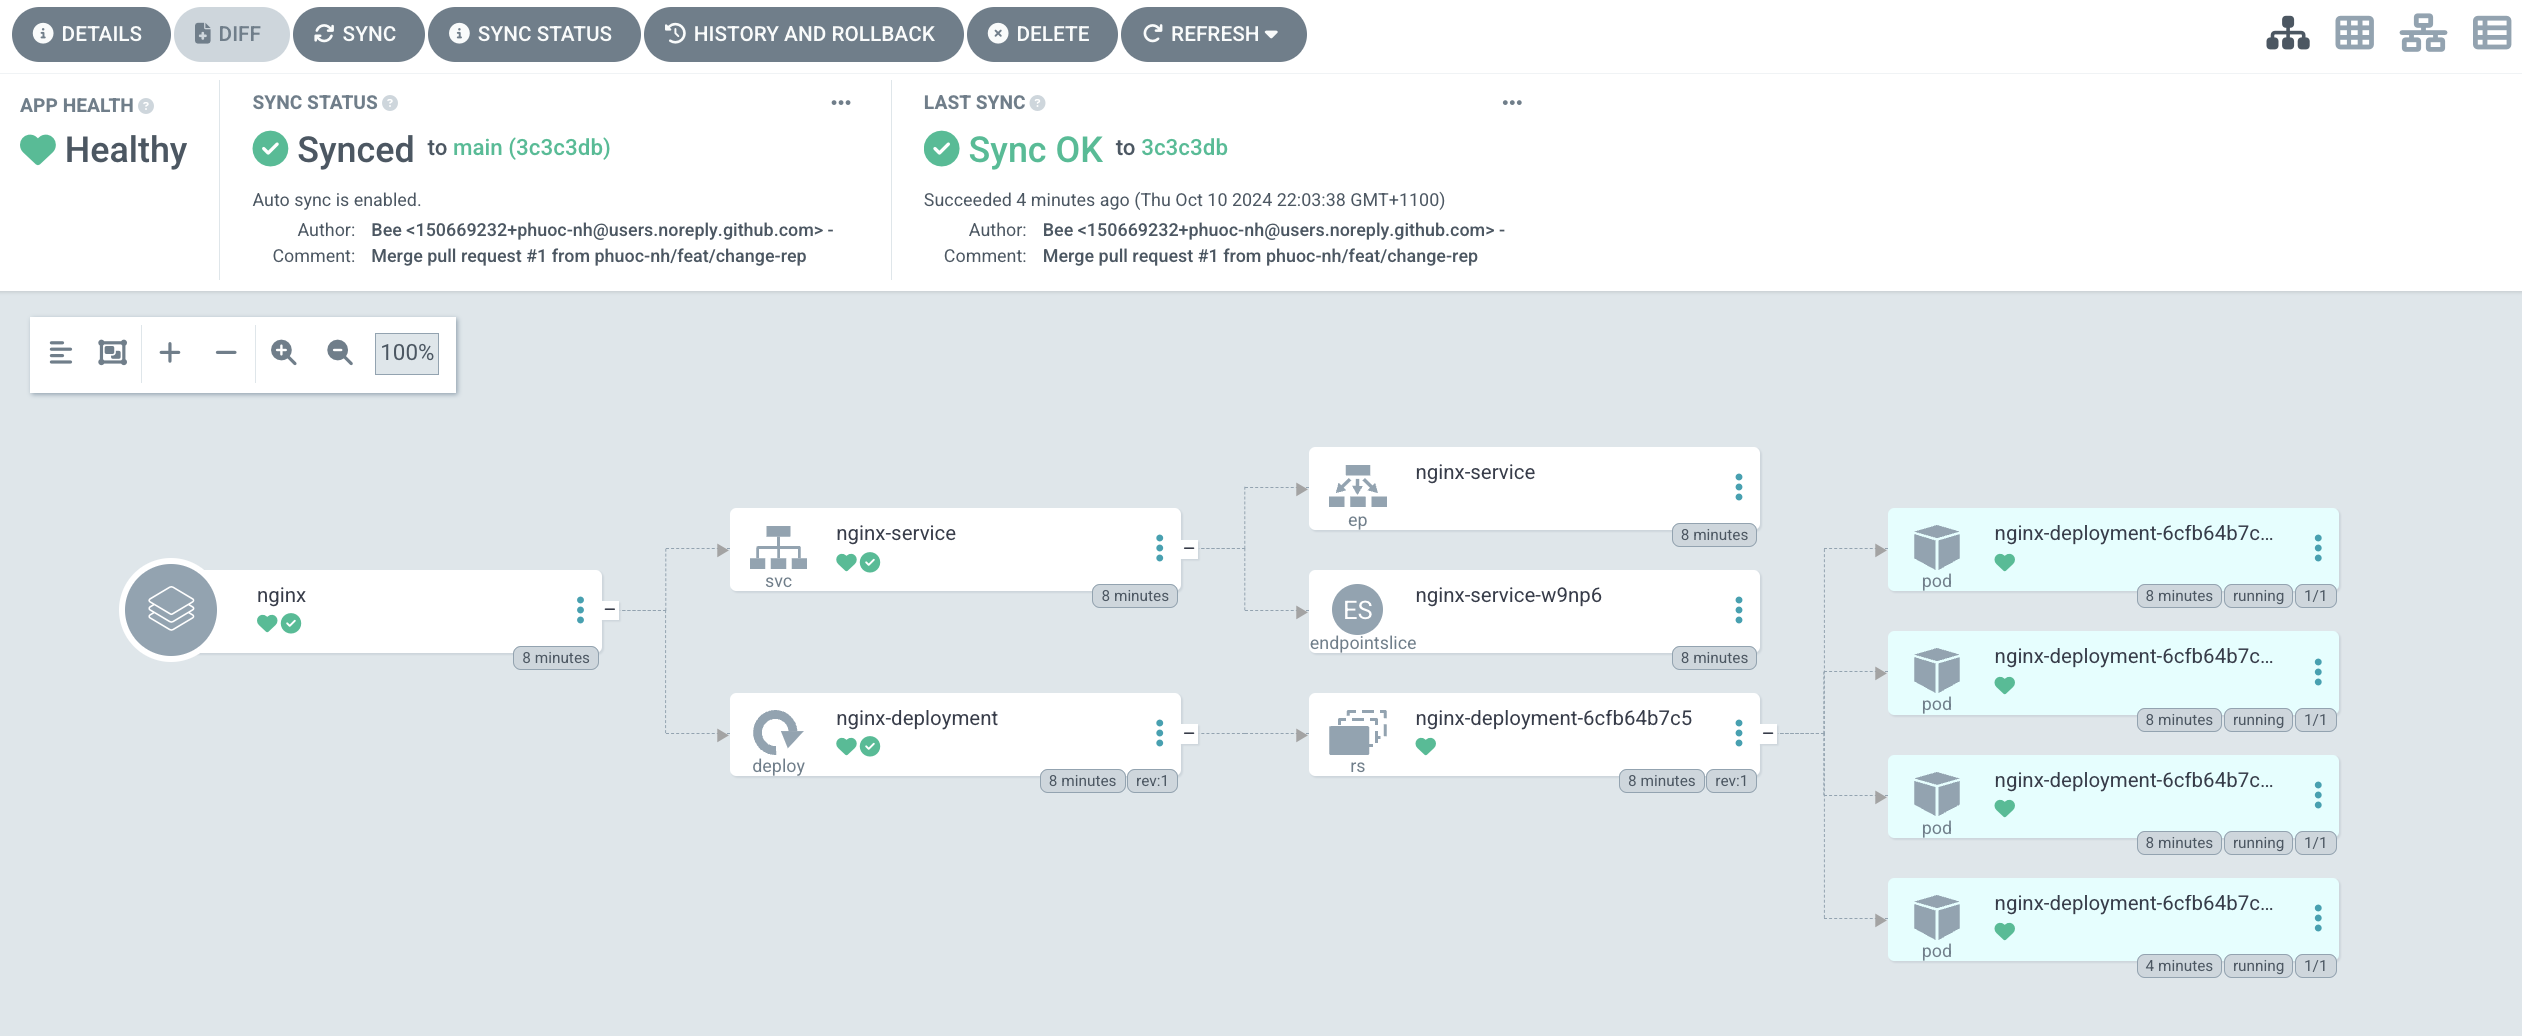 DETAILS
DIFF
SYNC
SYNC STATUS
HISTORY AND ROLLBACK
DELETE
REFRESH
APP HEALTH
Healthy
SYNC STATUS
Synced to main (3c3c3db)
Auto sync is enabled.
Author: Bee <150669232+phuoc-nh@users.noreply.github.com> -
Comment: Merge pull request #1 from phuoc-nh/feat/change-rep
LAST SYNC
Sync OK to 3c3c3db
Succeeded 4 minutes ago (Thu Oct 10 2024 22:03:38 GMT+1100)
Author: Bee <150669232+phuoc-nh@users.noreply.github.com> -
Comment: Merge pull request #1 from phuoc-nh/feat/change-rep
100%
nginx
8 minutes
nginx-service
svc
8 minutes
nginx-deployment
deploy
8 minutes rev:1
nginx-service
ep
8 minutes
ES
nginx-service-w9np6
endpointslice
8 minutes
nginx-deployment-6cfb64b7c5
rs
8 minutes rev:1
nginx-deployment-6cfb64b7c...
pod
8 minutes running 1/1
nginx-deployment-6cfb64b7c...
pod
8 minutes running 1/1
nginx-deployment-6cfb64b7c...
pod
8 minutes running 1/1
nginx-deployment-6cfb64b7c...
pod
4 minutes running 1/1